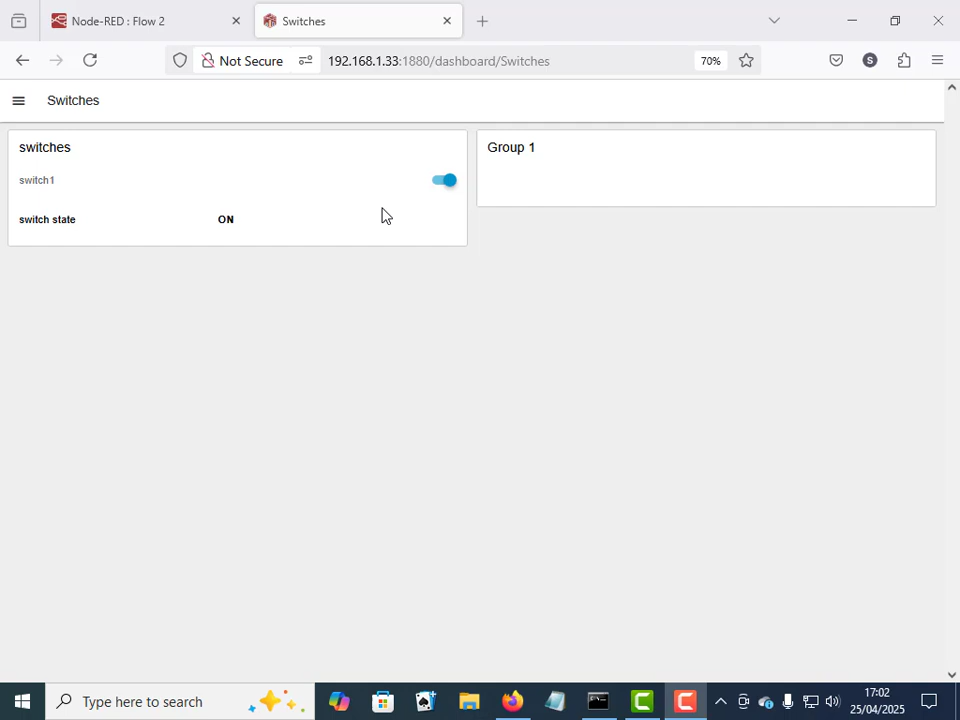 Node-RED : Flow 2
Switches
Not Secure
192.168.1.33:1880/dashboard/Switches
70%
S
Switches
switches
Group 1
switch1
switch state ON
Type here to search
17:02
25/04/2025